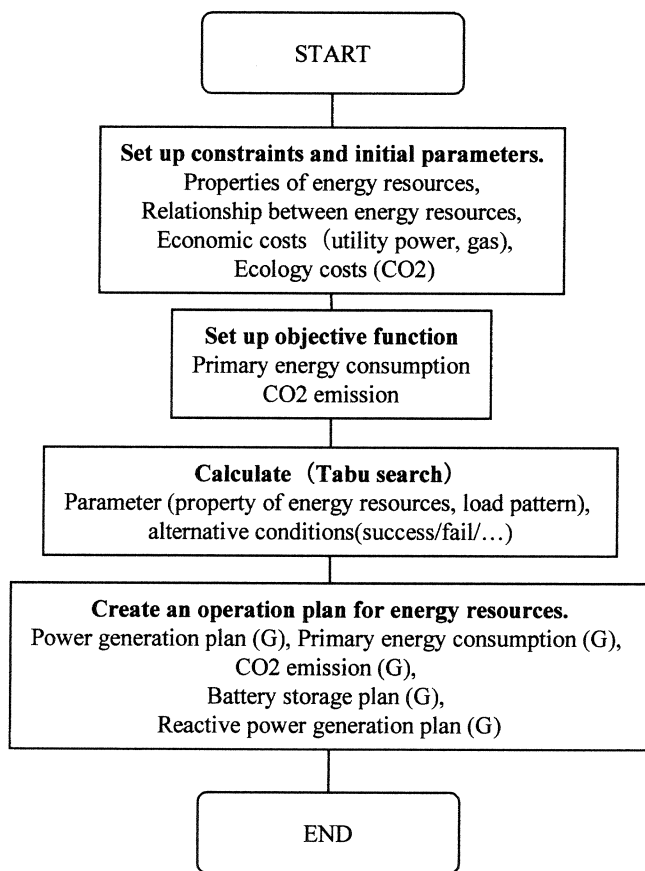 START
Set up constraints and initial parameters.
Properties of energy resources,
Relationship between energy resources,
Economic costs（utility power, gas),
Ecology costs (CO2)
Set up objective function
Primary energy consumption
CO2 emission
Calculate（Tabu search）
Parameter (property of energy resources, load pattern),
alternative conditions(success/fail/…)
Create an operation plan for energy resources.
Power generation plan (G), Primary energy consumption (G),
CO2 emission (G),
Battery storage plan (G),
Reactive power generation plan (G)
END